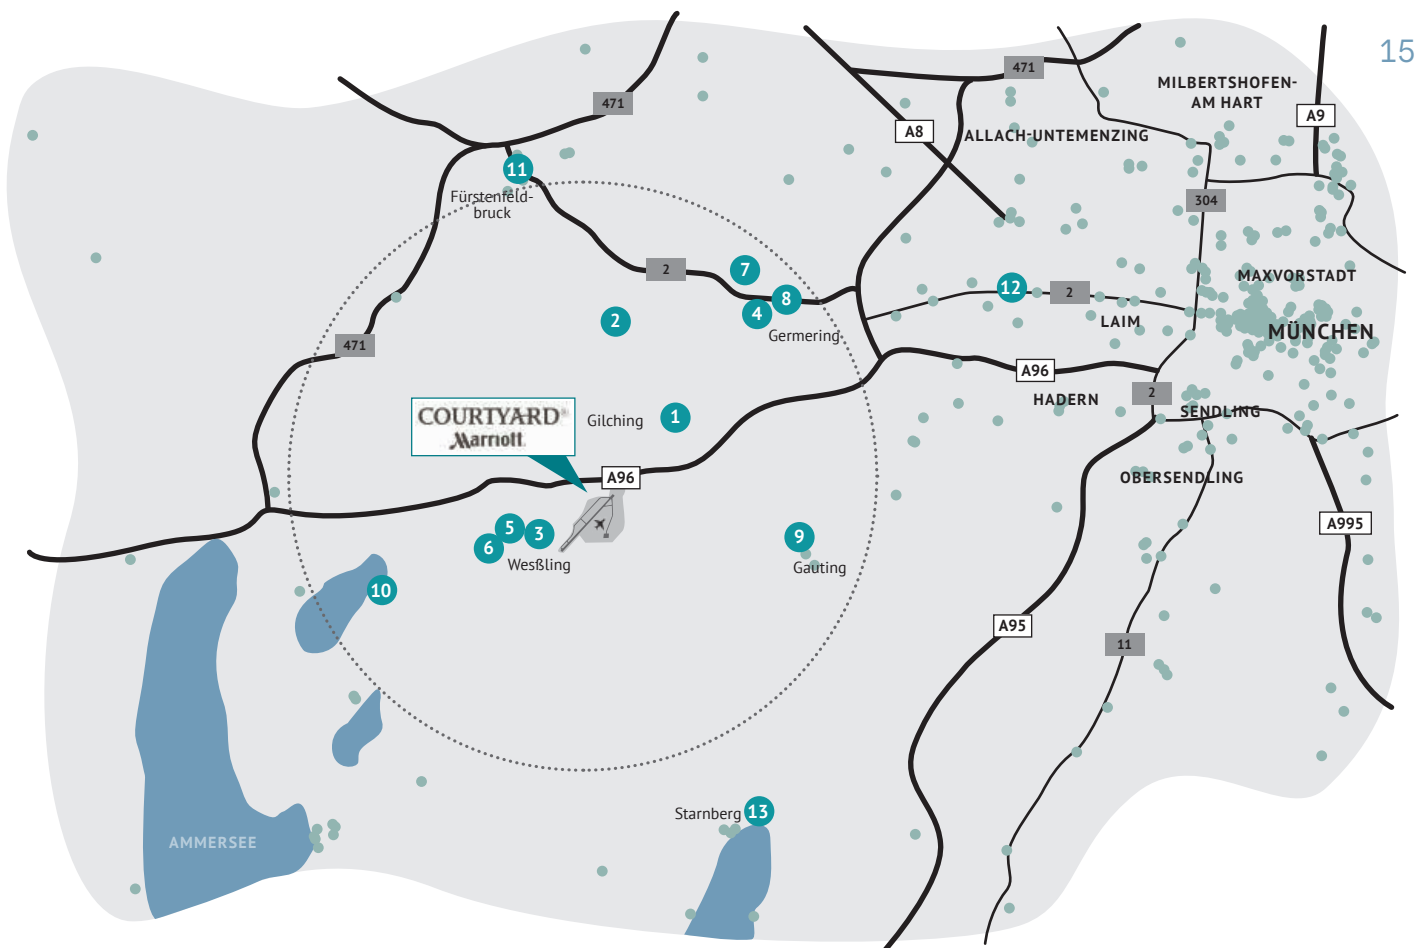 15
471
MILBERTSHOFEN-
AM HART
471
A9
A8
ALLACH-UNTEMENZING
11
Fürstenfeld-
bruck
304
2
7
MAXVORSTADT
12
2
8
4
2
LAIM
MÜNCHEN
Germering
471
A96
HADERN
2
SENDLING
COURTYARD®
Marriott
Gilching
1
A96
OBERSENDLING
5
3
6
Wesßling
9
Gauting
A995
10
A95
11
Starnberg
13
AMMERSEE